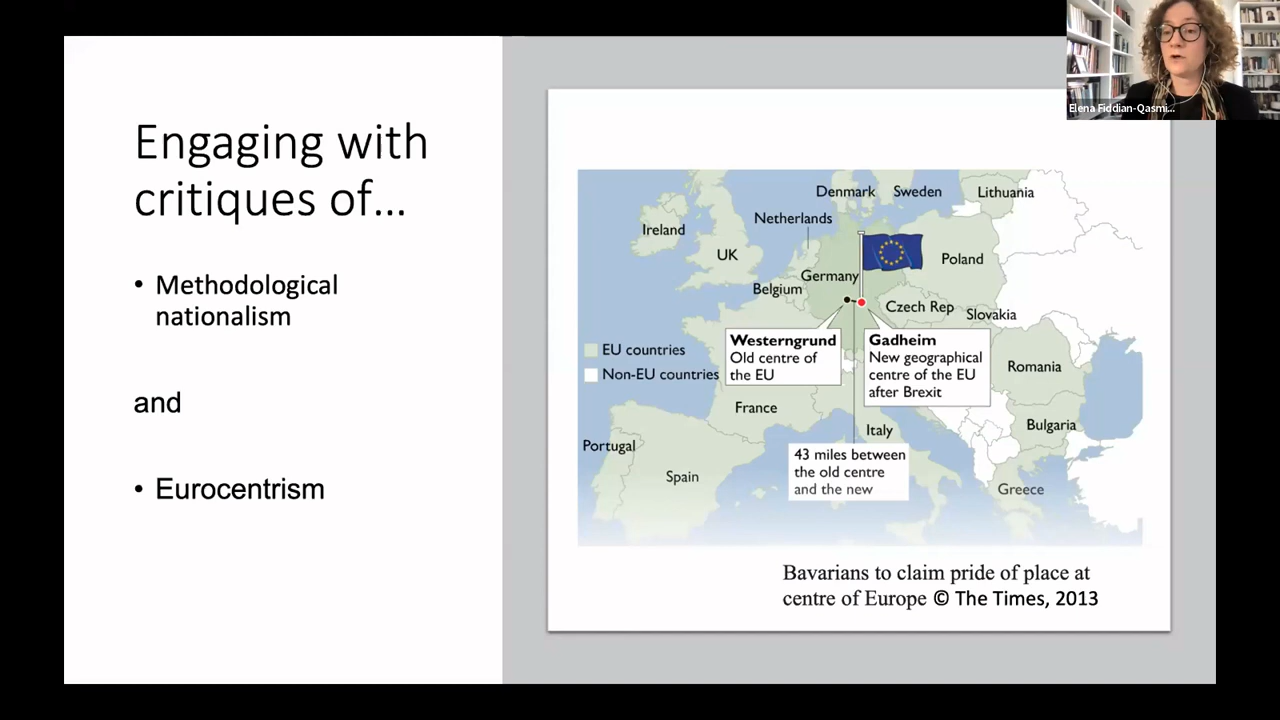 Engaging with
critiques of…
• Methodological
nationalism
and
• Eurocentrism
Elena Fiddian-Qasmi...
Denmark
Sweden
Lithuania
Netherlands
Ireland
UK
Poland
Germany
Belgium
Czech Rep
Slovakia
Westerngrund
Old centre of
the EU
Gadheim
New geographical
centre of the EU
after Brexit
EU countries
Non-EU countries
Romania
France
Bulgaria
Italy
Portugal
43 miles between
the old centre
and the new
Spain
Greece
Bavarians to claim pride of place at
centre of Europe © The Times, 2013